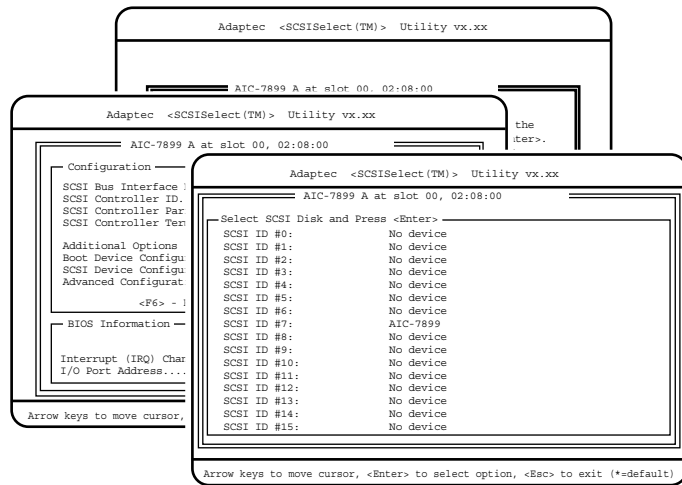 Adaptec <SCSISelect(TM)> Utility vx.xx
AIC-7899 A at slot 00, 02:08:00
the
Adaptec <SCSISelect(TM)> Utility vx.xx
AIC-7899 A at slot 00, 02:08:00
Configuration
SCSI Bus Interface
SCSI Controller ID.
SCSI Controller Par
SCSI Controller Ter
Additional Options
Boot Device Configu
SCSI Device Configu
Advanced Configurat
<F6> -
BIOS Information
Interrupt (IRQ) Chan
I/O Port Address....
Arrow keys to move cursor,
Adaptec <SCSISelect(TM)> Utility vx.xx
AIC-7899 A at slot 00, 02:08:00
Select SCSI Disk and Press <Enter>
SCSI ID #0: No device
SCSI ID #1: No device
SCSI ID #2: No device
SCSI ID #3: No device
SCSI ID #4: No device
SCSI ID #5: No device
SCSI ID #6: No device
SCSI ID #7: AIC-7899
SCSI ID #8: No device
SCSI ID #9: No device
SCSI ID #10: No device
SCSI ID #11: No device
SCSI ID #12: No device
SCSI ID #13: No device
SCSI ID #14: No device
SCSI ID #15: No device
Arrow keys to move cursor, <Enter> to select option, <Esc> to exit (*=default)